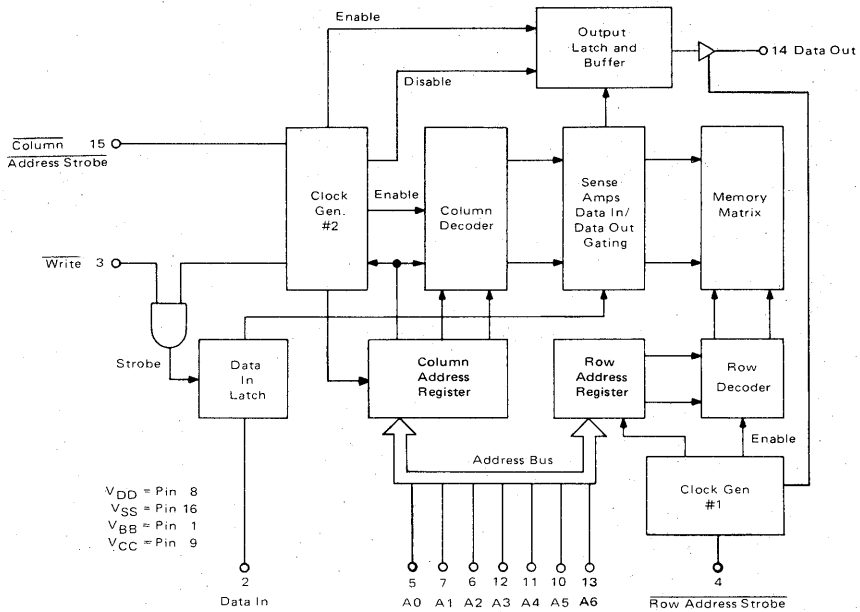 Enable
Output
Latch and
Buffer
14 Data Out
Disable
Column 15
Address Strobe
Clock
Gen.
#2
Enable
Column
Decoder
Sense
Amps
Data In/
Data Out
Gating
Memory
Matrix
Write 3
Strobe
Data
In
Latch
Column
Address
Register
Row
Address
Register
Row
Decoder
Enable
Address Bus
Clock Gen
#1
VDD = Pin 8
VSS = Pin 16
VBB = Pin 1
VCC = Pin 9
2
Data In
5 7 6 12 11 10 13
A0 A1 A2 A3 A4 A5 A6
4
Row Address Strobe